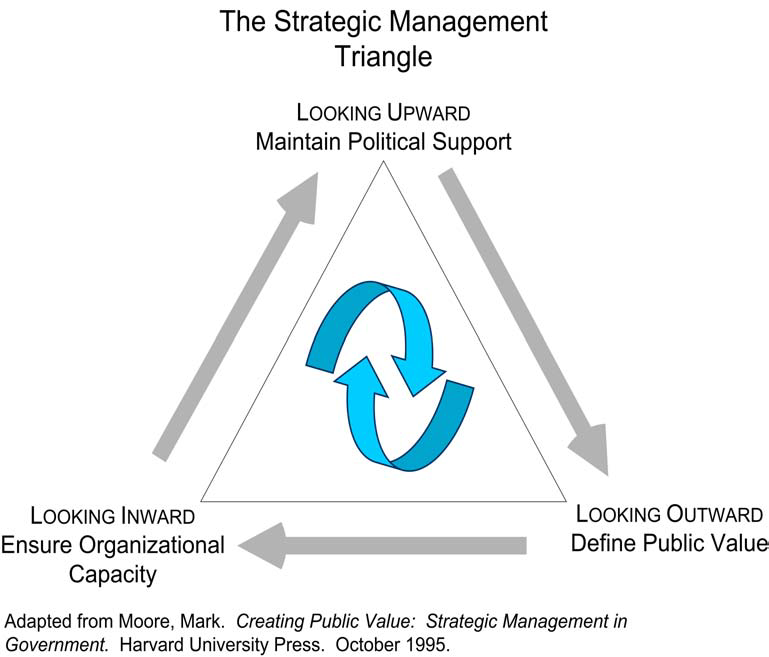 The Strategic Management
Triangle
LOOKING UPWARD
Maintain Political Support
LOOKING INWARD
Ensure Organizational
Capacity
LOOKING OUTWARD
Define Public Value
Adapted from Moore, Mark.  Creating Public Value:  Strategic Management in
Government.  Harvard University Press.  October 1995.